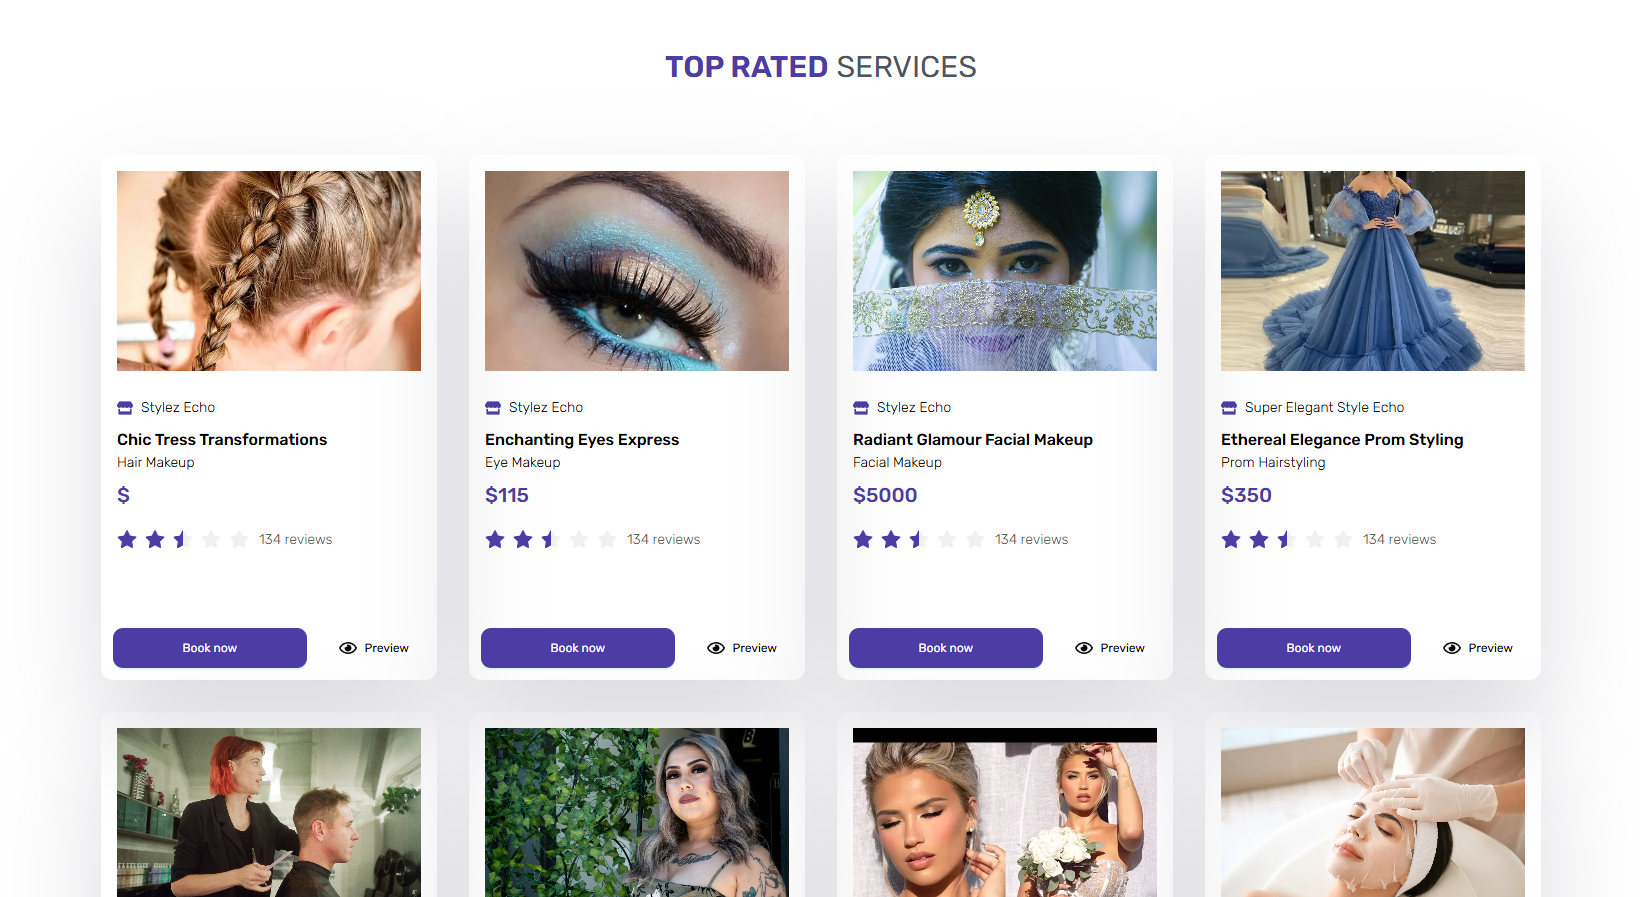 TOP RATED SERVICES
Stylez Echo
Chic Tress Transformations
Hair Makeup
$
134 reviews
Book now
Preview
Stylez Echo
Enchanting Eyes Express
Eye Makeup
$115
134 reviews
Book now
Preview
Stylez Echo
Radiant Glamour Facial Makeup
Facial Makeup
$5000
134 reviews
Book now
Preview
Super Elegant Style Echo
Ethereal Elegance Prom Styling
Prom Hairstyling
$350
134 reviews
Book now
Preview